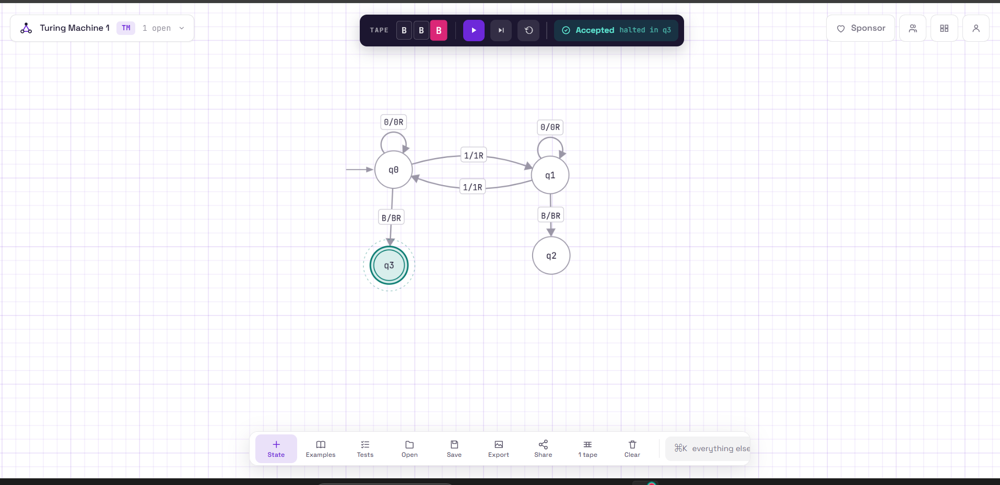 Turing Machine 1 TM 1 open
TAPE B B B Accepted halted in q3
Sponsor
0/0R
0/0R
1/1R
q0
q1
1/1R
B/BR
B/BR
q2
q3
State
Examples
Tests
Open
Save
Export
Share
1 tape
Clear
⌘K everything else